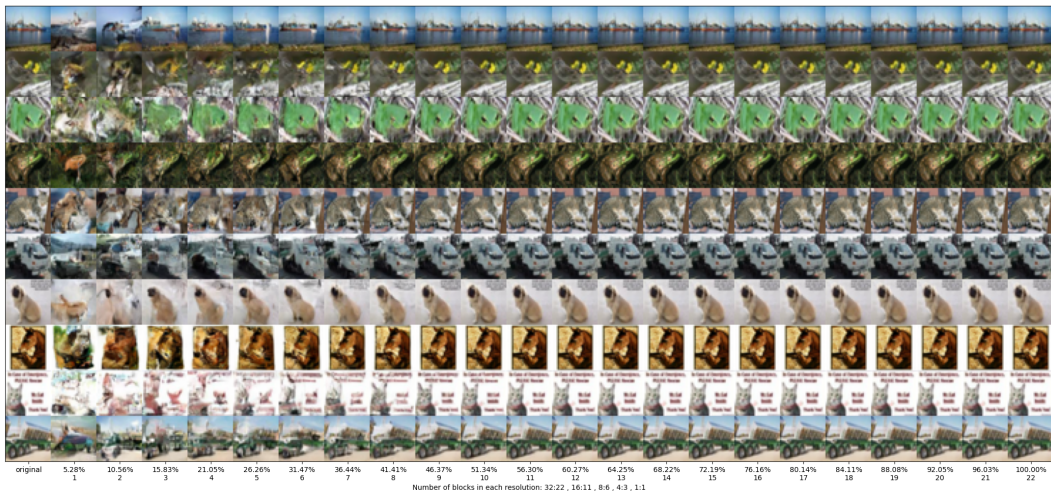 original 5.28% 10.56% 15.83% 21.05% 26.26% 31.47% 36.44% 41.41% 46.37% 51.34% 56.30% 60.27% 64.25% 68.22% 72.19% 76.16% 80.14% 84.11% 88.08% 92.05% 96.03% 100.00%
1 2 3 4 5 6 7 8 9 10 11 12 13 14 15 16 17 18 19 20 21 22
Number of blocks in each resolution: 32:22 , 16:11 , 8:6 , 4:3 , 1:1